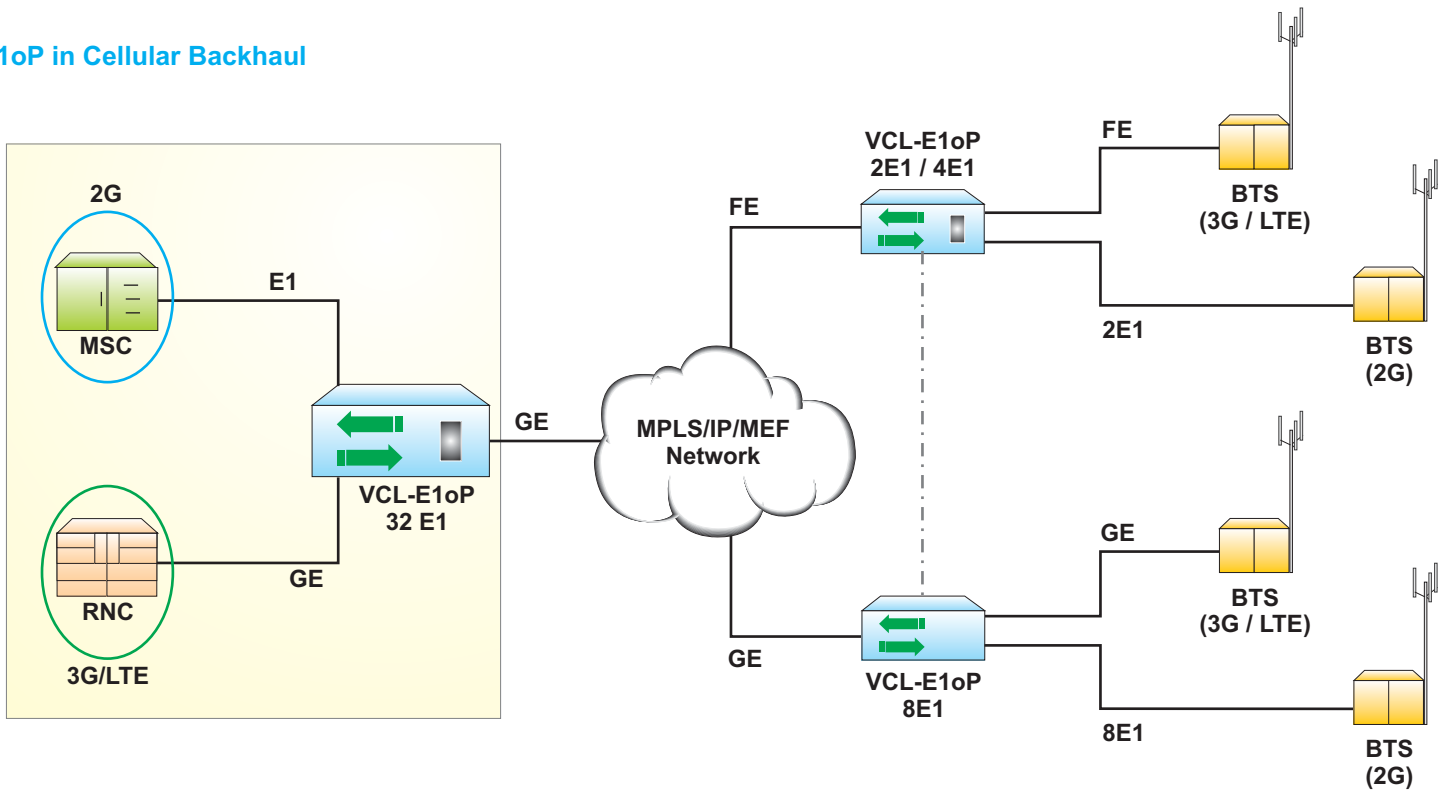 1oP in Cellular Backhaul
2G
MSC
E1
VCL-E1oP
32 E1
GE
RNC
3G/LTE
GE
MPLS/IP/MEF
Network
FE
VCL-E1oP
2E1 / 4E1
FE
BTS
(3G / LTE)
2E1
BTS
(2G)
GE
VCL-E1oP
8E1
GE
BTS
(3G / LTE)
8E1
BTS
(2G)